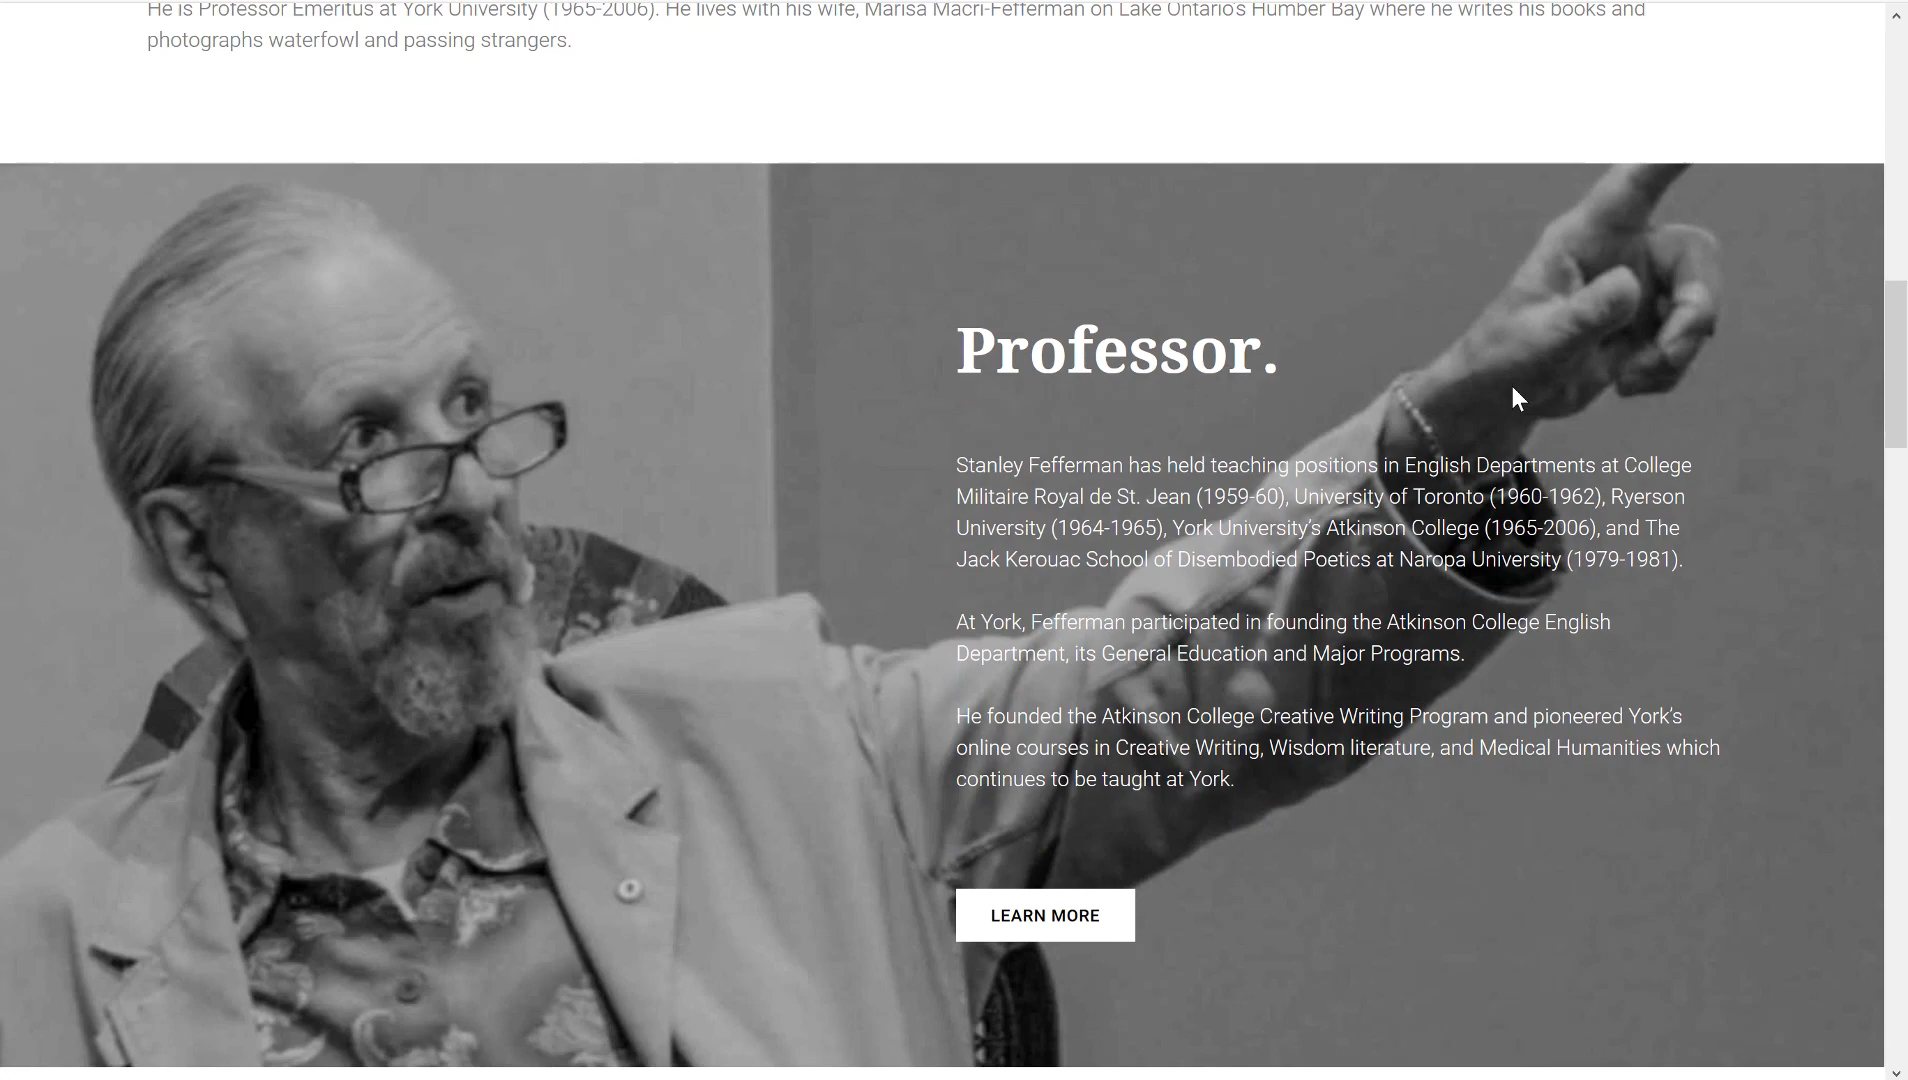 He is Professor Emeritus at York University (1965-2006). He lives with his wife, Marisa Macri-Fefferman on Lake Ontario's Humber Bay where he writes his books and
photographs waterfowl and passing strangers.
Professor.
Stanley Fefferman has held teaching positions in English Departments at College
Militaire Royal de St. Jean (1959-60), University of Toronto (1960-1962), Ryerson
University (1964-1965), York University’s Atkinson College (1965-2006), and The
Jack Kerouac School of Disembodied Poetics at Naropa University (1979-1981).
At York, Fefferman participated in founding the Atkinson College English
Department, its General Education and Major Programs.
He founded the Atkinson College Creative Writing Program and pioneered York’s
online courses in Creative Writing, Wisdom literature, and Medical Humanities which
continues to be taught at York.
LEARN MORE